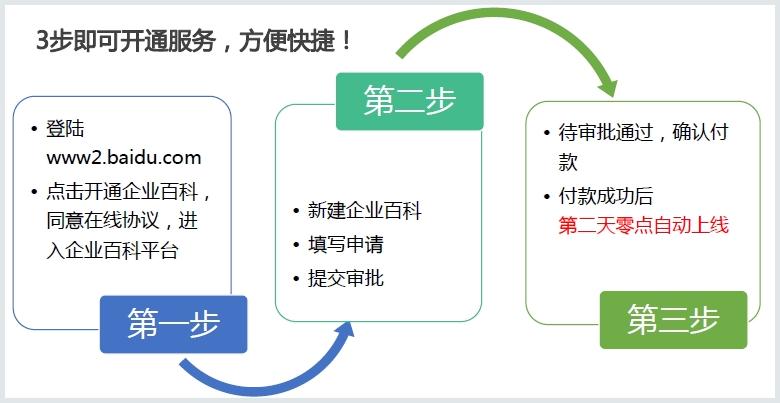 3步即可开通服务，方便快捷！
• 登陆
www2.baidu.com
• 点击开通企业百科，
同意在线协议，进
入企业百科平台
第一步
第二步
• 新建企业百科
• 填写申请
• 提交审批
• 待审批通过，确认付
款
• 付款成功后
第二天零点自动上线
第三步